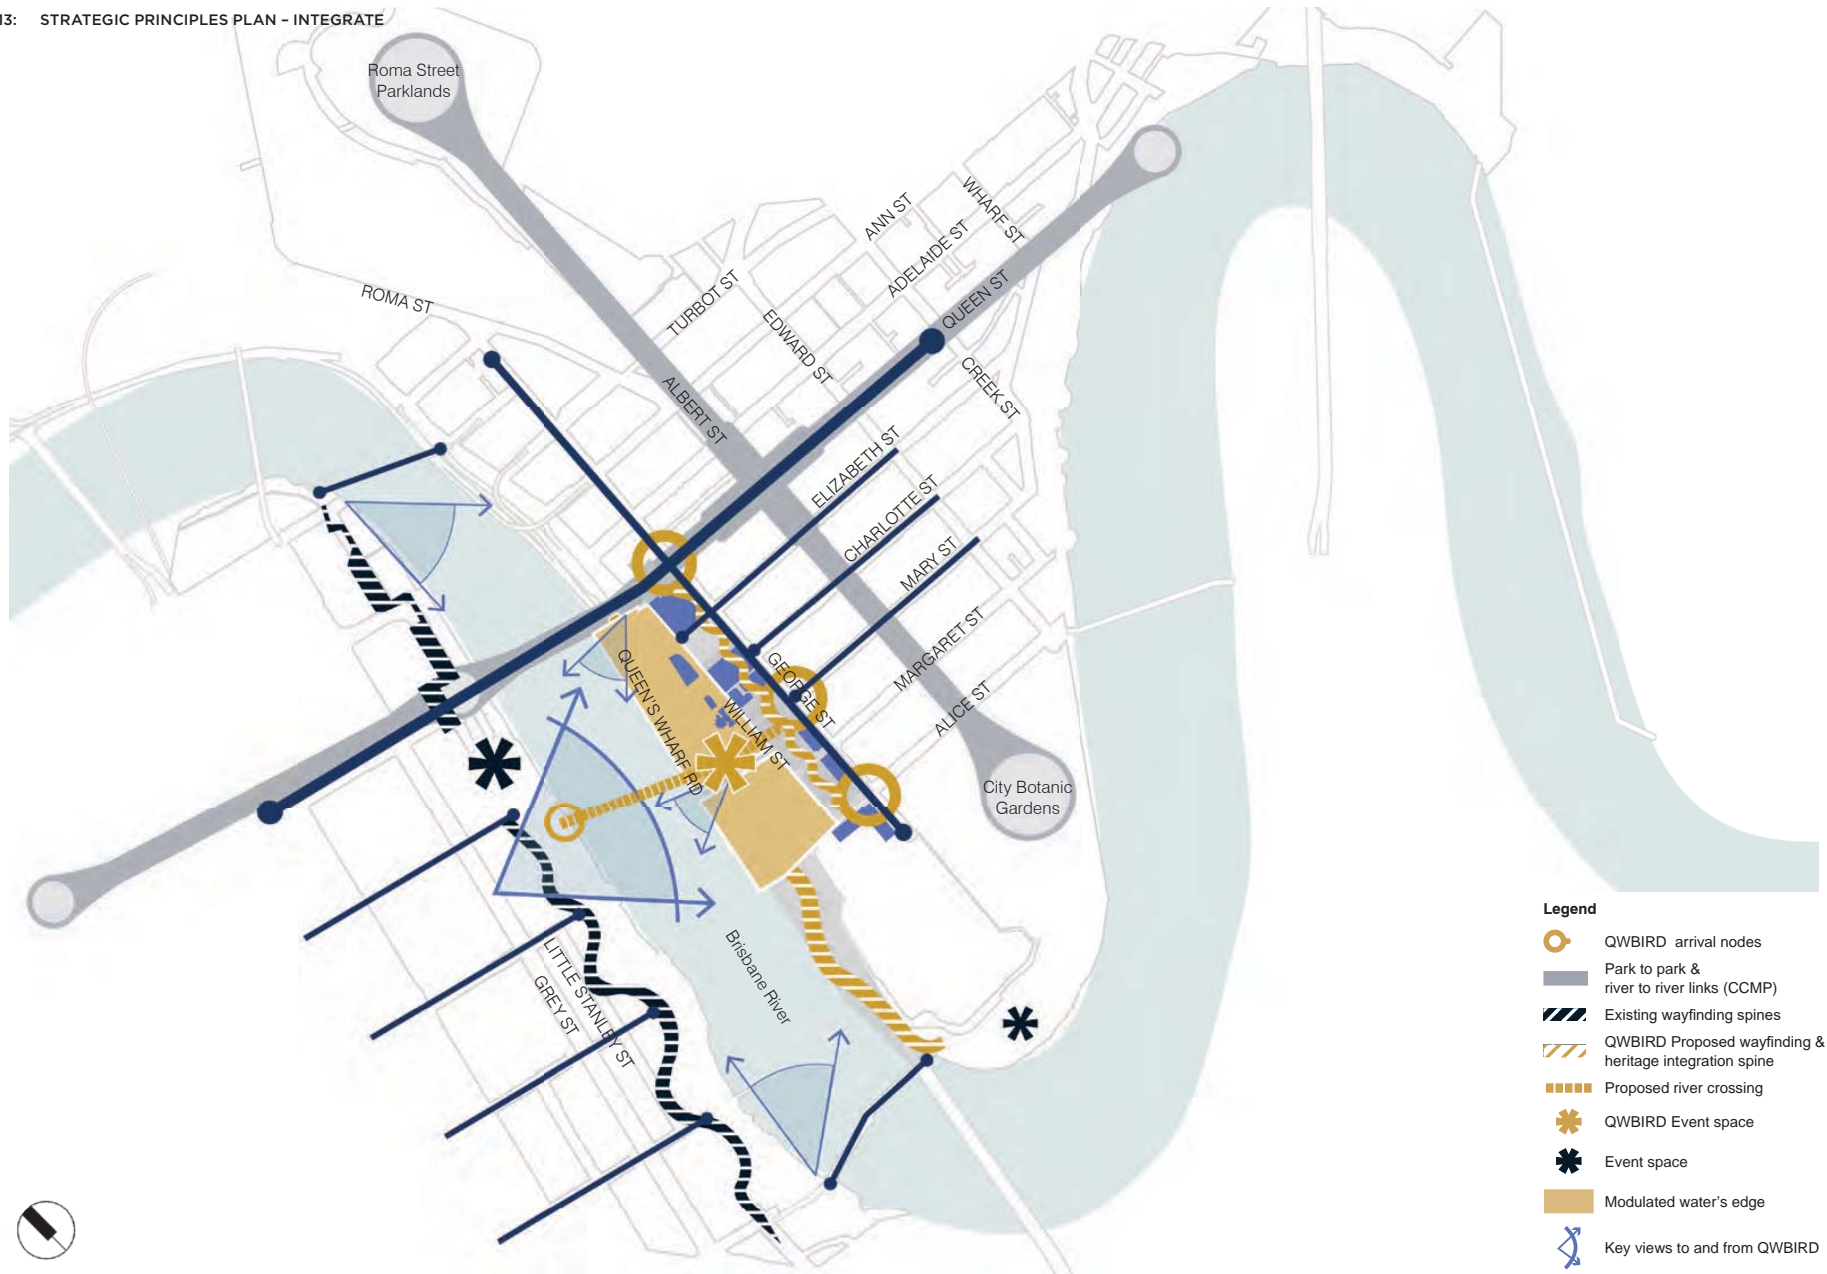 13: STRATEGIC PRINCIPLES PLAN – INTEGRATE
Roma Street
Parklands
ROMA ST
TURBOT ST
ANN ST
WHARF ST
ADELAIDE ST
QUEEN ST
EDWARD ST
CREEK ST
ALBERT ST
ELIZABETH ST
CHARLOTTE ST
MARY ST
MARGARET ST
ALICE ST
GEORGE ST
WILLIAM ST
QUEEN'S WHARF RD
City Botanic
Gardens
Brisbane River
LITTLE STANLEY ST
GREY ST
Legend
QWBIRD arrival nodes
Park to park &
river to river links (CCMP)
Existing wayfinding spines
QWBIRD Proposed wayfinding &
heritage integration spine
Proposed river crossing
QWBIRD Event space
Event space
Modulated water's edge
Key views to and from QWBIRD